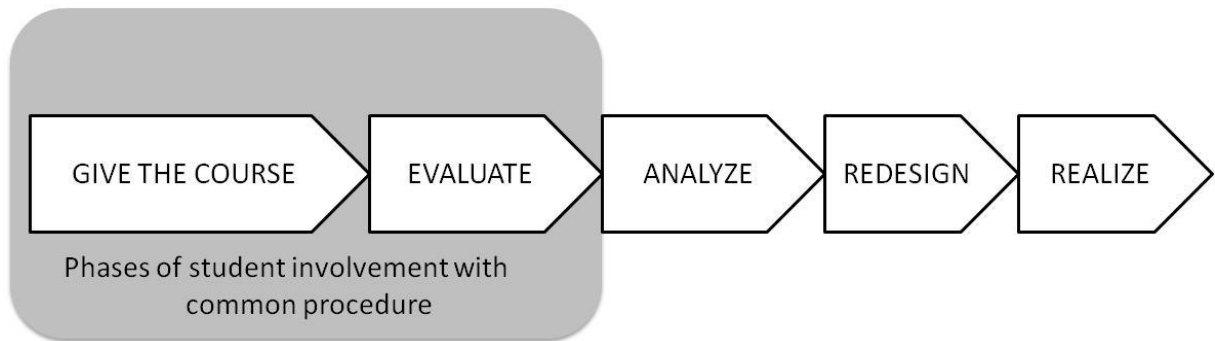 GIVE THE COURSE
EVALUATE
ANALYZE
REDESIGN
REALIZE
Phases of student involvement with
common procedure